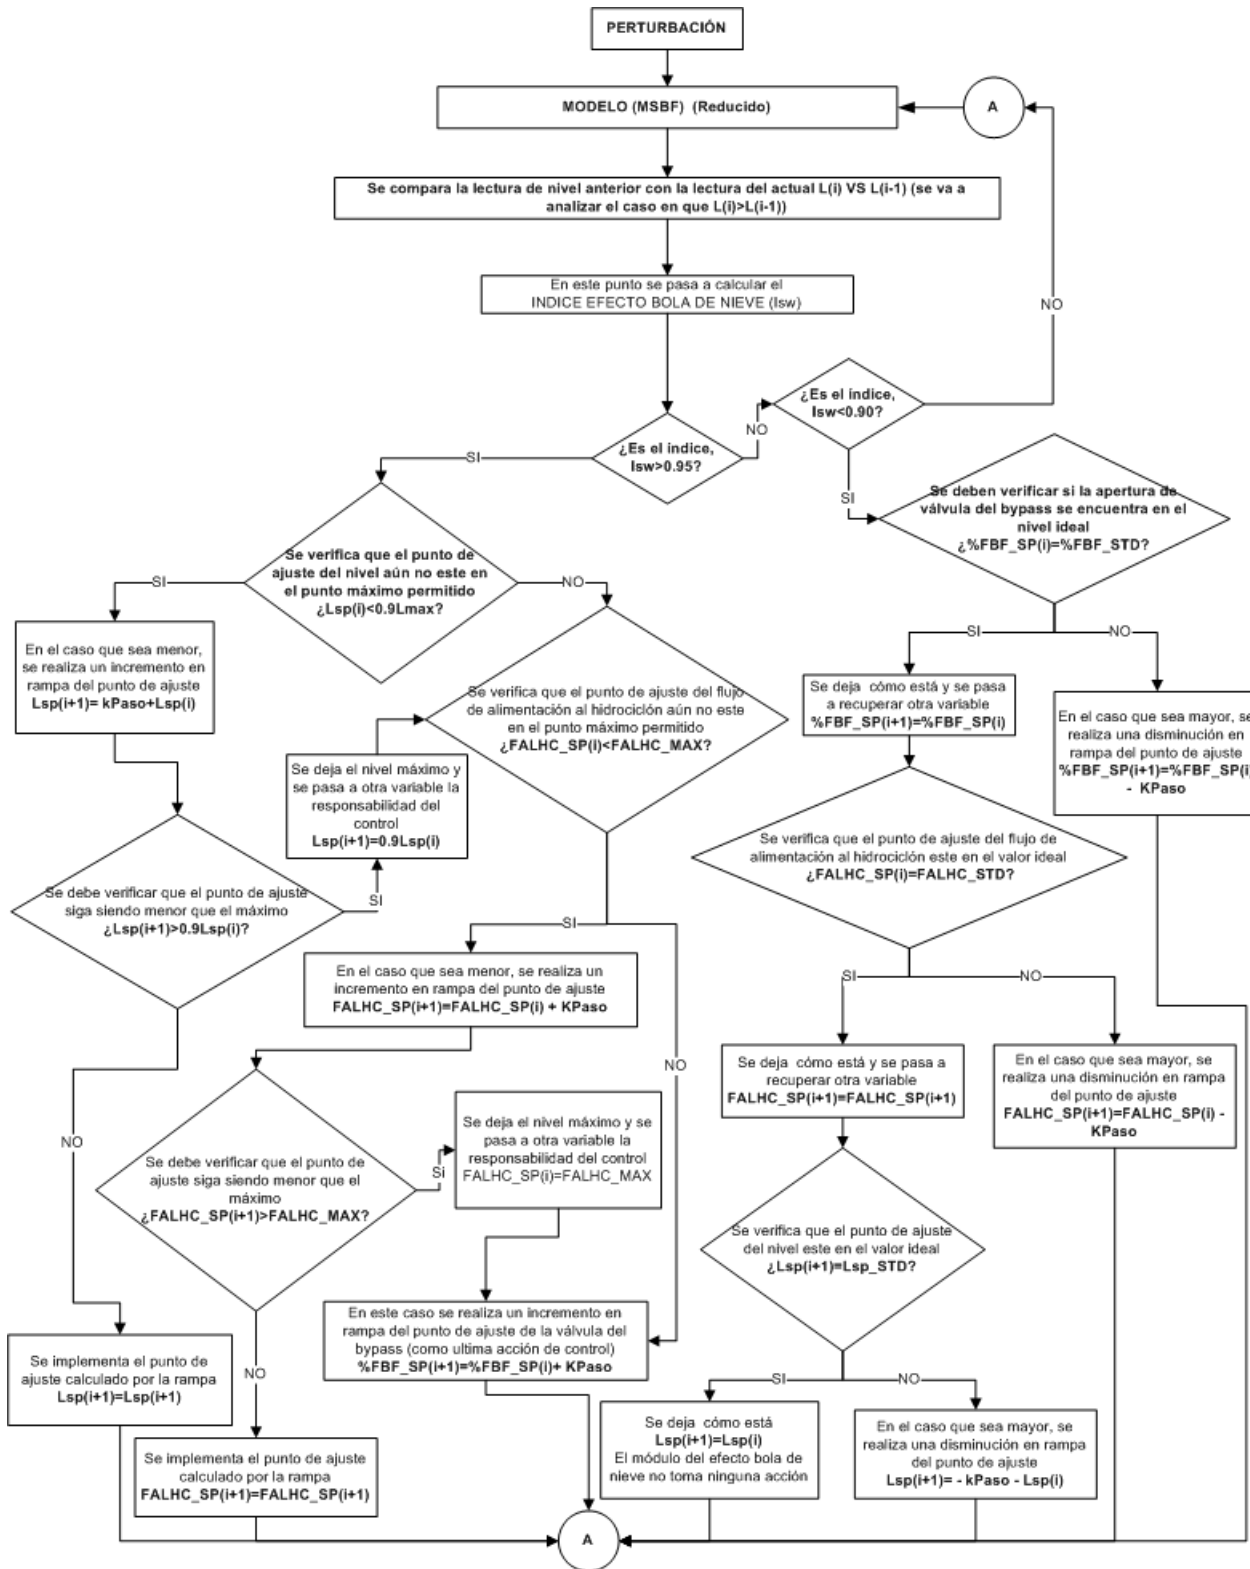 PERTURBACIÓN
MODELO (MSBF)  (Reducido)
A
Se compara la lectura de nivel anterior con la lectura del actual L(i) VS L(i-1) (se va a
analizar el caso en que L(i)>L(i-1))
En este punto se pasa a calcular el
INDICE EFECTO BOLA DE NIEVE (Isw)
NO
¿Es el índice,
Isw<0.90?
NO
¿Es el índice,
Isw>0.95?
SI
SI
Se deben verificar si la apertura de
válvula del bypass se encuentra en el
nivel ideal
¿%FBF_SP(i)=%FBF_STD?
Se verifica que el punto de
ajuste del nivel aún no este en
el punto máximo permitido
¿Lsp(i)<0.9Lmax?
SI
NO
SI
NO
En el caso que sea menor,
se realiza un incremento en
rampa del punto de ajuste
Lsp(i+1)= kPaso+Lsp(i)
Se verifica que el punto de ajuste del flujo
de alimentación al hidrociclón aún no este
en el punto máximo permitido
¿FALHC_SP(i)<FALHC_MAX?
Se deja  cómo está y se pasa
a recuperar otra variable
%FBF_SP(i+1)=%FBF_SP(i)
En el caso que sea mayor, se
realiza una disminución en
rampa del punto de ajuste
%FBF_SP(i+1)=%FBF_SP(i)
- KPaso
Se deja el nivel máximo y
se pasa a otra variable la
responsabilidad del
control
Lsp(i+1)=0.9Lsp(i)
Se verifica que el punto de ajuste del flujo de
alimentación al hidrociclón este en el valor ideal
¿FALHC_SP(i)=FALHC_STD?
Se debe verificar que el punto de ajuste
siga siendo menor que el máximo
¿Lsp(i+1)>0.9Lsp(i)?
SI
SI
En el caso que sea menor, se realiza un
incremento en rampa del punto de ajuste
FALHC_SP(i+1)=FALHC_SP(i) + KPaso
SI
NO
NO
Se deja  cómo está y se pasa a
recuperar otra variable
FALHC_SP(i+1)=FALHC_SP(i+1)
En el caso que sea mayor, se
realiza una disminución en rampa
del punto de ajuste
FALHC_SP(i+1)=FALHC_SP(i) -
KPaso
NO
Se debe verificar que el punto de
ajuste siga siendo menor que el
máximo
¿FALHC_SP(i+1)>FALHC_MAX?
Si
Se deja el nivel máximo y se
pasa a otra variable la
responsabilidad del control
FALHC_SP(i)=FALHC_MAX
Se verifica que el punto de ajuste
del nivel este en el valor ideal
¿Lsp(i+1)=Lsp_STD?
En este caso se realiza un incremento en
rampa del punto de ajuste de la válvula del
bypass (como ultima acción de control)
%FBF_SP(i+1)=%FBF_SP(i)+ KPaso
Se implementa el punto de
ajuste calculado por la rampa
Lsp(i+1)=Lsp(i+1)
NO
SI
NO
Se implementa el punto de ajuste
calculado por la rampa
FALHC_SP(i+1)=FALHC_SP(i+1)
Se deja  cómo está
Lsp(i+1)=Lsp(i)
El módulo del efecto bola de
nieve no toma ninguna acción
En el caso que sea mayor, se
realiza una disminución en rampa
del punto de ajuste
Lsp(i+1)= - kPaso - Lsp(i)
A